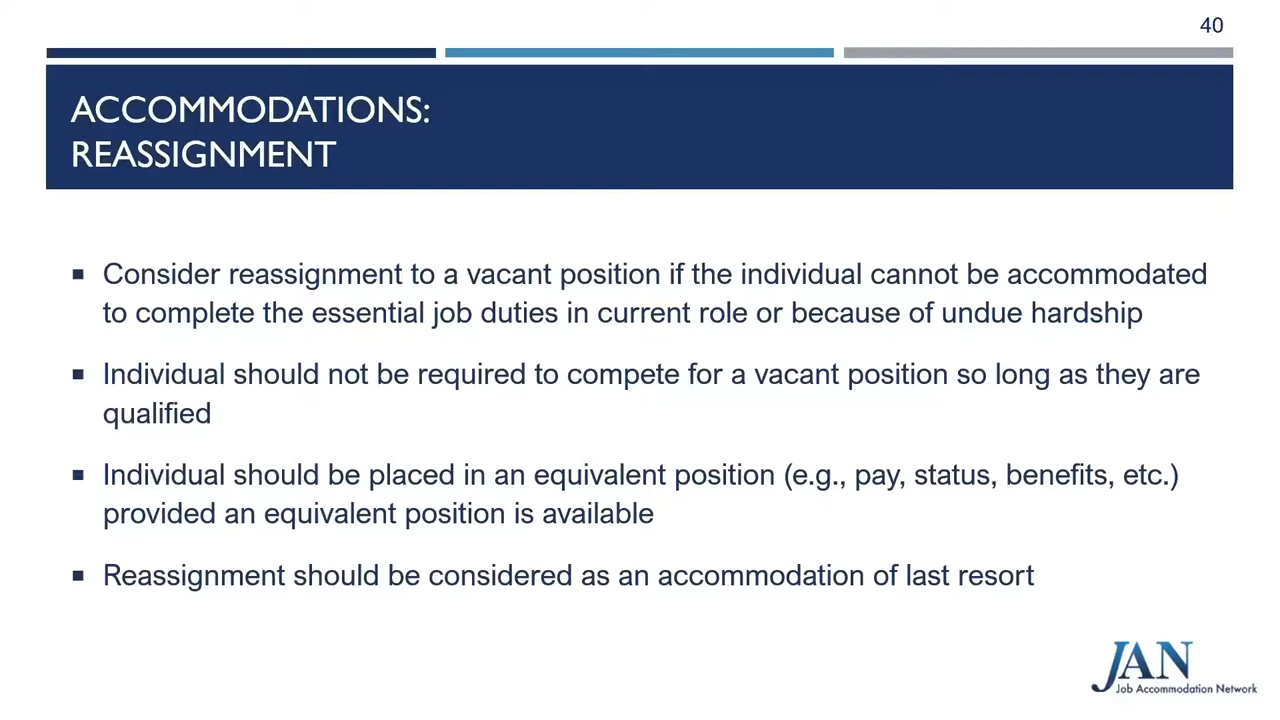 40
ACCOMMODATIONS:
REASSIGNMENT
▪ Consider reassignment to a vacant position if the individual cannot be accommodated
to complete the essential job duties in current role or because of undue hardship
▪ Individual should not be required to compete for a vacant position so long as they are
qualified
▪ Individual should be placed in an equivalent position (e.g., pay, status, benefits, etc.)
provided an equivalent position is available
▪ Reassignment should be considered as an accommodation of last resort
JAN
Job Accommodation Network